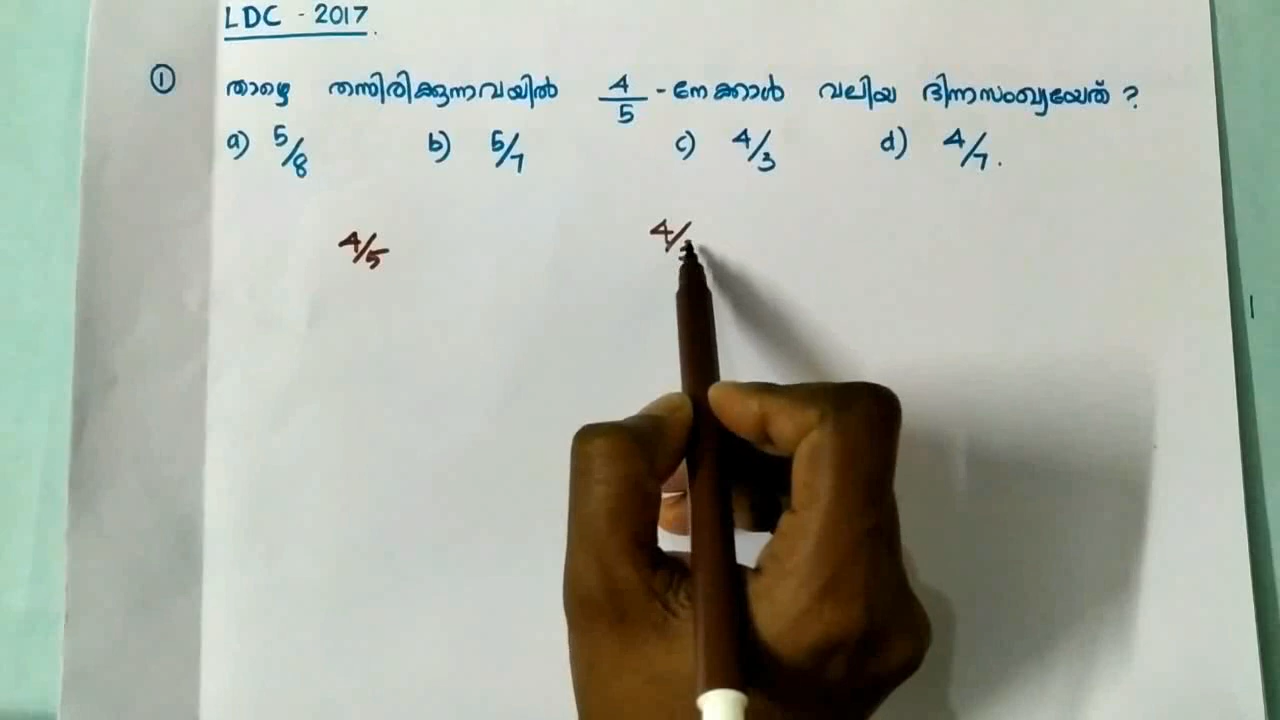 LDC - 2017
① താഴെ തന്നിരിക്കുന്നവയിൽ 4/5 - നേക്കാൾ വലിയ ഭിന്നസംഖ്യയേത് ?
a) 5/8 b) 5/7 c) 4/3 d) 4/7.
4/5 4/3